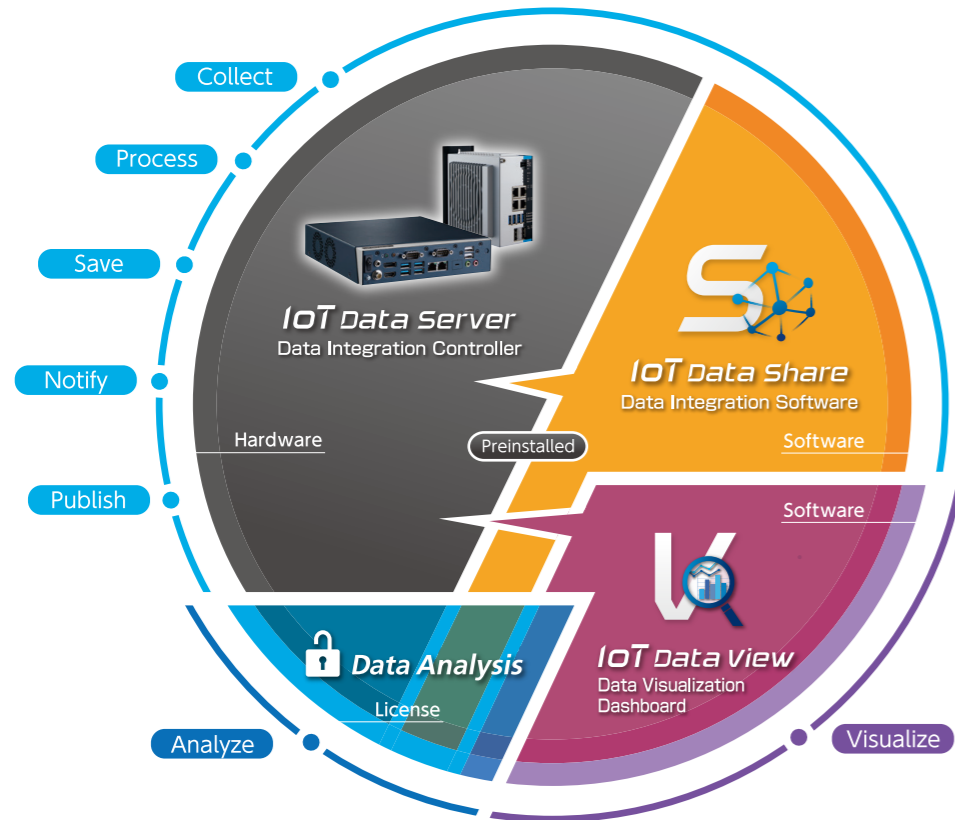 Collect
Process
Save
Notify
Publish
Analyze
Visualize
IoT Data Server
Data Integration Controller
Hardware
Preinstalled
S
IoT Data Share
Data Integration Software
Software
Software
V
IoT Data View
Data Visualization
Dashboard
Data Analysis
License